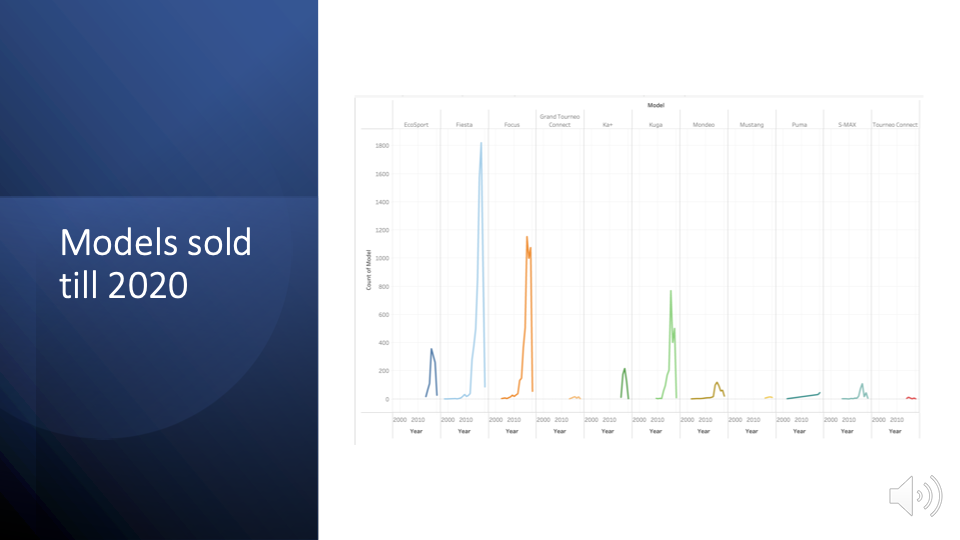 Models sold
till 2020
Model
EcoSport Fiesta Focus Grand Tourneo Connect Ka+ Kuga Mondeo Mustang Puma S-MAX Tourneo Connect
1800
1600
1400
1200
1000
800
600
400
200
0
Count of Model
2000 2010 2000 2010 2000 2010 2000 2010 2000 2010 2000 2010 2000 2010 2000 2010 2000 2010 2000 2010 2000 2010
Year Year Year Year Year Year Year Year Year Year Year